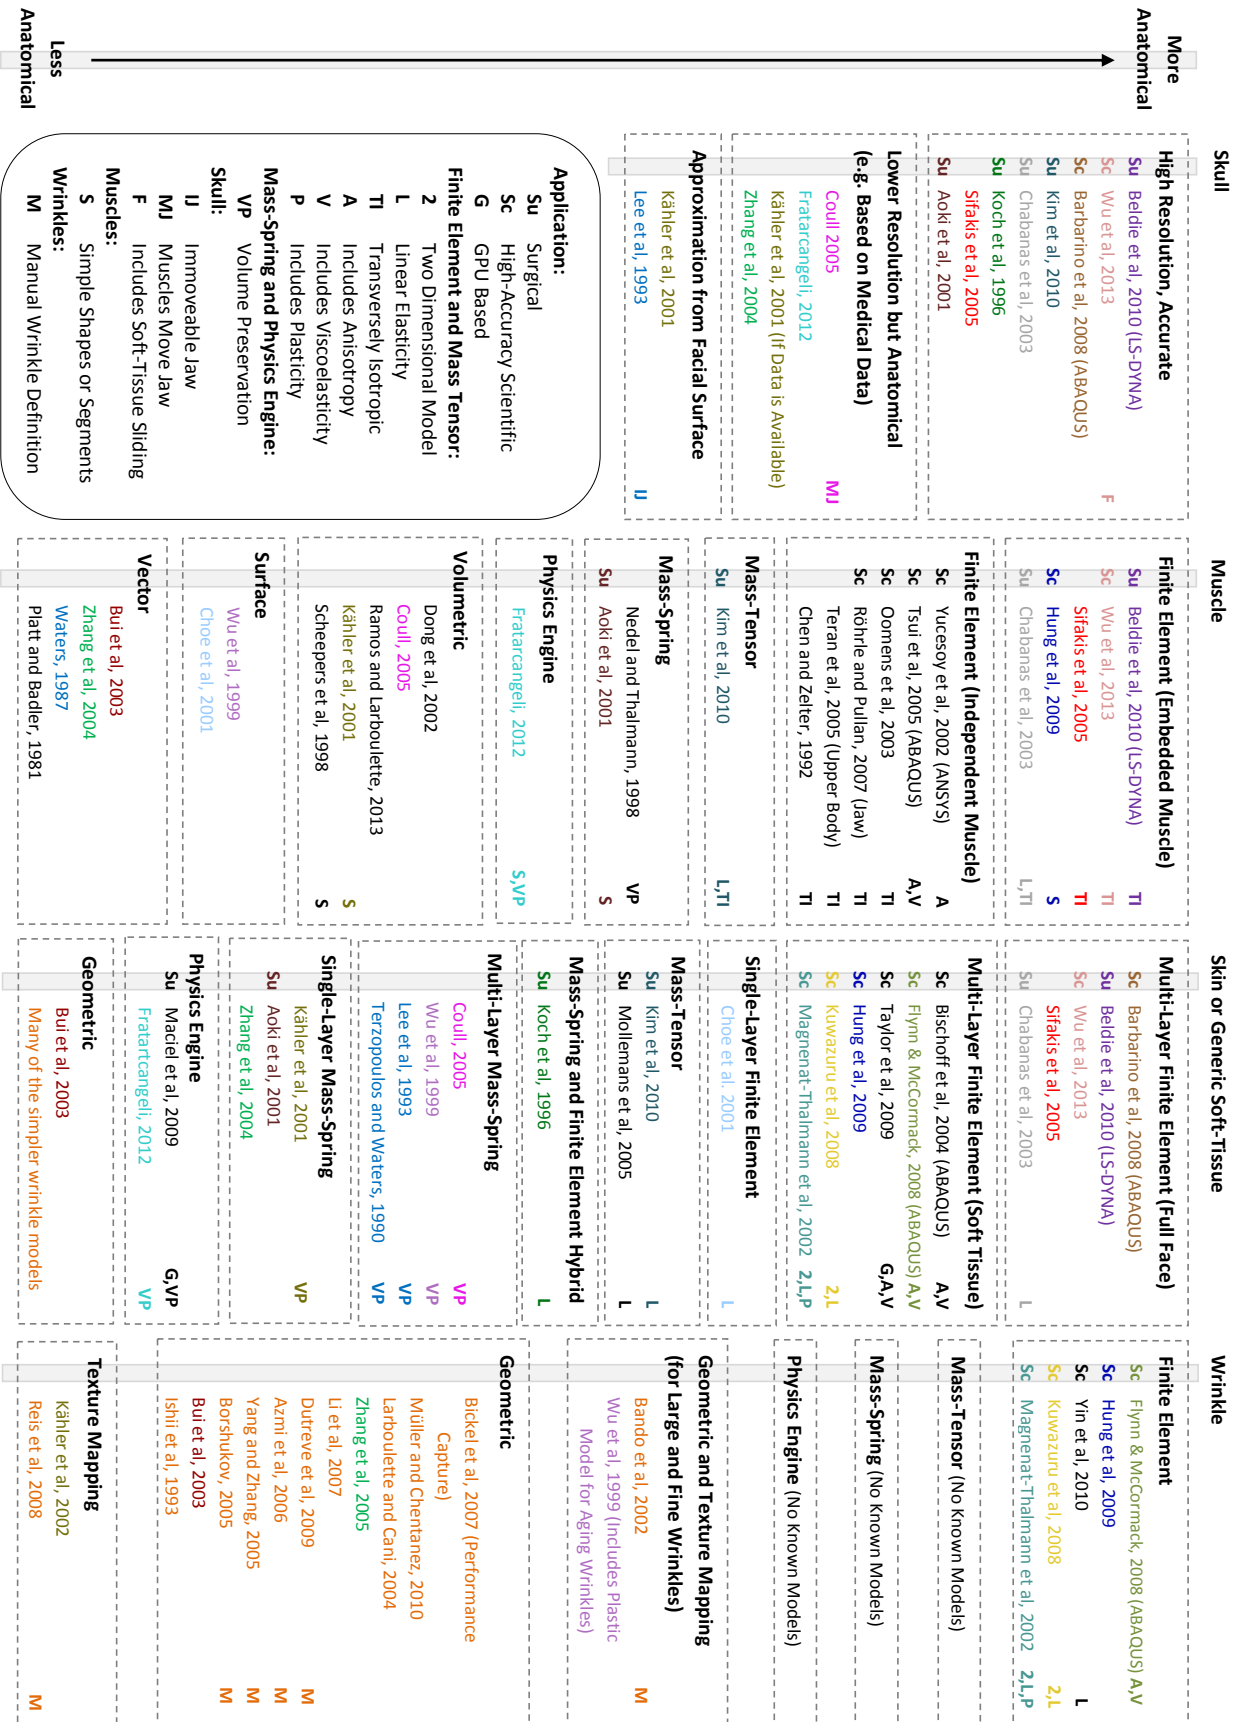 More
Anatomical
Less
Anatomical
Skull
High Resolution, Accurate
Su Beldie et al, 2010 (LS-DYNA)
Sc Wu et al, 2013 F
Sc Barbarino et al, 2008 (ABAQUS)
Su Kim et al, 2010
Su Chabanas et al, 2003
Su Koch et al, 1996
Sifakis et al, 2005
Su Aoki et al, 2001
Lower Resolution but Anatomical
(e.g. Based on Medical Data)
Coull 2005 MJ
Fratarcangeli, 2012
Kähler et al, 2001 (If Data is Available)
Zhang et al, 2004
Approximation from Facial Surface
Kähler et al, 2001
Lee et al, 1993 IJ
Application:
Su Surgical
Sc High-Accuracy Scientific
G GPU Based
Finite Element and Mass Tensor:
2 Two Dimensional Model
L Linear Elasticity
TI Transversely Isotropic
A Includes Anisotropy
V Includes Viscoelasticity
P Includes Plasticity
Mass-Spring and Physics Engine:
VP Volume Preservation
Skull:
IJ Immoveable Jaw
MJ Muscles Move Jaw
F Includes Soft-Tissue Sliding
Muscles:
S Simple Shapes or Segments
Wrinkles:
M Manual Wrinkle Definition
Muscle
Finite Element (Embedded Muscle)
Su Beldie et al, 2010 (LS-DYNA) TI
Sc Wu et al, 2013 TI
Sifakis et al, 2005 TI
Sc Hung et al, 2009 S
Su Chabanas et al, 2003 L,TI
Finite Element (Independent Muscle)
Sc Yucesoy et al, 2002 (ANSYS) A
Sc Tsui et al, 2005 (ABAQUS) A,V
Sc Oomens et al, 2003 TI
Sc Röhrle and Pullan, 2007 (Jaw) TI
Teran et al, 2005 (Upper Body) TI
Chen and Zelter, 1992 TI
Mass-Tensor
Su Kim et al, 2010 L,TI
Mass-Spring
Nedel and Thalmann, 1998 VP
Su Aoki et al, 2001 S
Physics Engine
Fratarcangeli, 2012 S,VP
Volumetric
Dong et al, 2002
Coull, 2005
Ramos and Larboulette, 2013
Kähler et al, 2001 S
Scheepers et al, 1998 S
Surface
Wu et al, 1999
Choe et al, 2001
Vector
Bui et al, 2003
Zhang et al, 2004
Waters, 1987
Platt and Badler, 1981
Skin or Generic Soft-Tissue
Multi-Layer Finite Element (Full Face)
Sc Barbarino et al, 2008 (ABAQUS)
Su Beldie et al, 2010 (LS-DYNA)
Sc Wu et al, 2013
Sifakis et al, 2005
Su Chabanas et al, 2003 L
Multi-Layer Finite Element (Soft Tissue)
Sc Bischoff et al, 2004 (ABAQUS) A,V
Sc Flynn & McCormack, 2008 (ABAQUS) A,V
Sc Taylor et al, 2009 G,A,V
Sc Hung et al, 2009
Sc Kuwazuru et al, 2008 2,L
Sc Magnenat-Thalmann et al, 2002 2,L,P
Single-Layer Finite Element
Choe et al. 2001 L
Mass-Tensor
Su Kim et al, 2010 L
Su Mollemans et al, 2005 L
Mass-Spring and Finite Element Hybrid
Su Koch et al, 1996 L
Multi-Layer Mass-Spring
Coull, 2005 VP
Wu et al, 1999 VP
Lee et al, 1993 VP
Terzopoulos and Waters, 1990 VP
Single-Layer Mass-Spring
Kähler et al, 2001 VP
Su Aoki et al, 2001
Zhang et al, 2004
Physics Engine
Su Maciel et al, 2009 G,VP
Fratartcangeli, 2012 VP
Geometric
Bui et al, 2003
Many of the simpler wrinkle models
Wrinkle
Finite Element
Sc Flynn & McCormack, 2008 (ABAQUS) A,V
Sc Hung et al, 2009
Sc Yin et al, 2010 L
Sc Kuwazuru et al, 2008 2,L
Sc Magnenat-Thalmann et al, 2002 2,L,P
Mass-Tensor (No Known Models)
Mass-Spring (No Known Models)
Physics Engine (No Known Models)
Geometric and Texture Mapping
(for Large and Fine Wrinkles)
Bando et al, 2002 M
Wu et al, 1999 (Includes Plastic
Model for Aging Wrinkles)
Geometric
Bickel et al, 2007 (Performance
Capture)
Müller and Chentanez, 2010
Larboulette and Cani, 2004
Zhang et al, 2005
Li et al, 2007
Dutreve et al, 2009 M
Azmi et al, 2006 M
Yang and Zhang, 2005 M
Borshukov, 2005 M
Bui et al, 2003
Ishii et al, 1993
Texture Mapping
Kähler et al, 2002
Reis et al, 2008 M